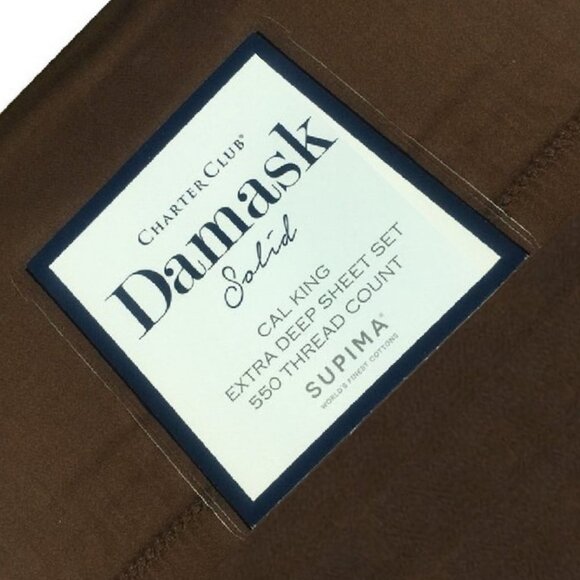 CHARTER CLUB®
Damask
Solid
CAL KING
EXTRA DEEP SHEET SET
550 THREAD COUNT
SUPIMA®
WORLD'S FINEST COTTONS